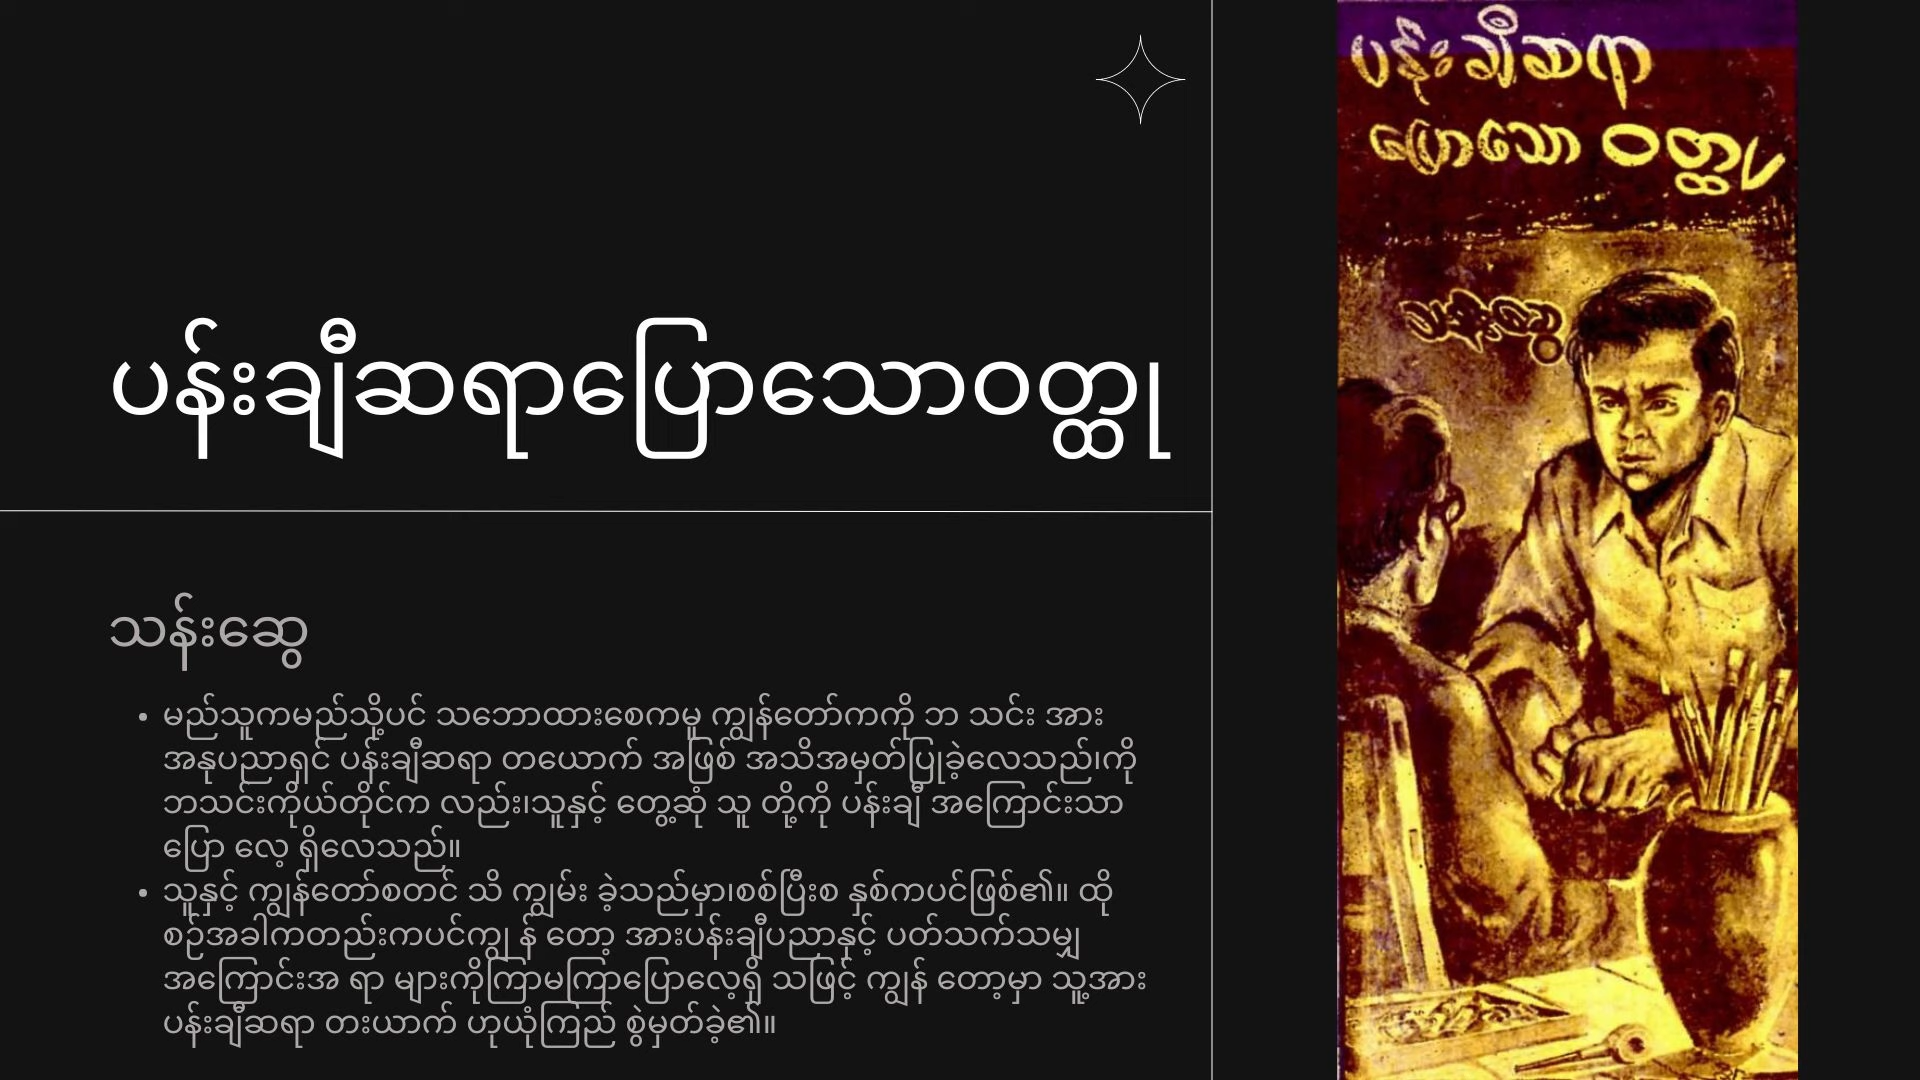 ပန်းချီဆရာ
ပြောသော ဝတ္ထု
သန်းဆွေ
ပန်းချီဆရာပြောသောဝတ္ထု
သန်းဆွေ
• မည်သူကမည်သို့ပင် သဘောထားစေကမူ ကျွန်တော်ကကို ဘ သင်း အား
အနုပညာရှင် ပန်းချီဆရာ တယောက် အဖြစ် အသိအမှတ်ပြုခဲ့လေသည်၊ကို
ဘသင်းကိုယ်တိုင်က လည်း၊သူနှင့် တွေ့ဆုံ သူ တို့ကို ပန်းချီ အကြောင်းသာ
ပြော လေ့ ရှိလေသည်။
• သူနှင့် ကျွန်တော်စတင် သိ ကျွမ်း ခဲ့သည်မှာ၊စစ်ပြီးစ နှစ်ကပင်ဖြစ်၏။ ထို
စဉ်အခါကတည်းကပင်ကျွ န် တော့ အားပန်းချီပညာနှင့် ပတ်သက်သမျှ
အကြောင်းအ ရာ များကိုကြာမကြာပြောလေ့ရှိ သဖြင့် ကျွန် တော့မှာ သူ့အား
ပန်းချီဆရာ တးယာက် ဟုယုံကြည် စွဲမှတ်ခဲ့၏။